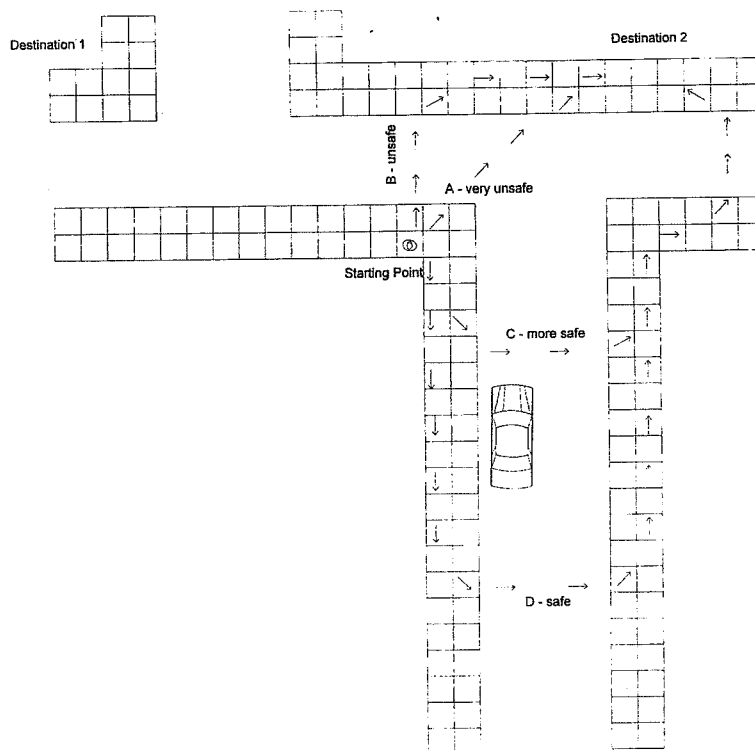 Destination 1
Destination 2
B - unsafe
A - very unsafe
Starting Point
C - more safe
D - safe